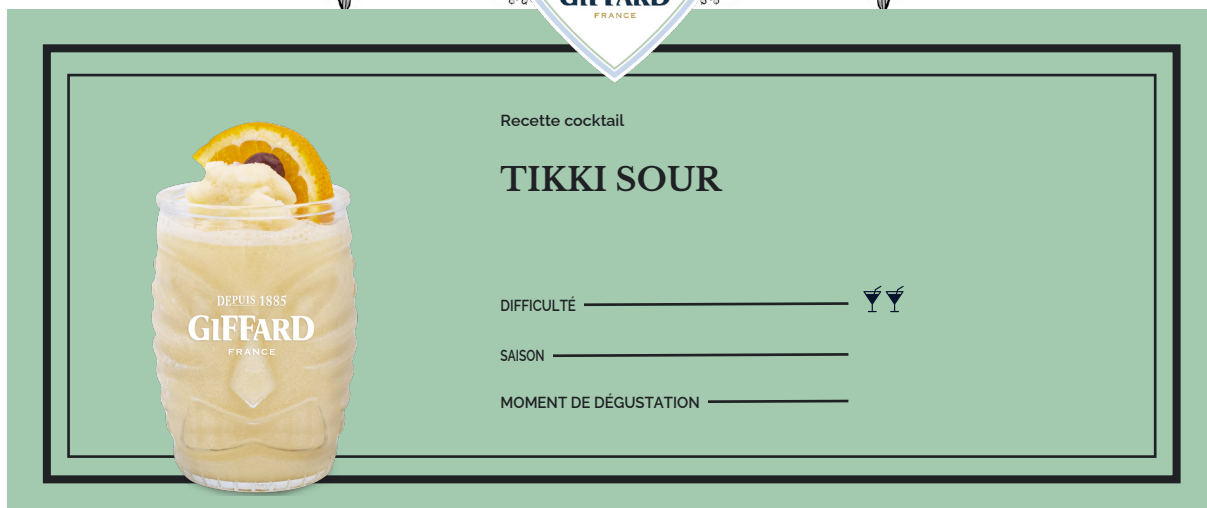 GIFFARD
FRANCE
Recette cocktail
TIKKI SOUR
DIFFICULTÉ
SAISON
MOMENT DE DÉGUSTATION
DEPUIS 1885
GIFFARD
FRANCE